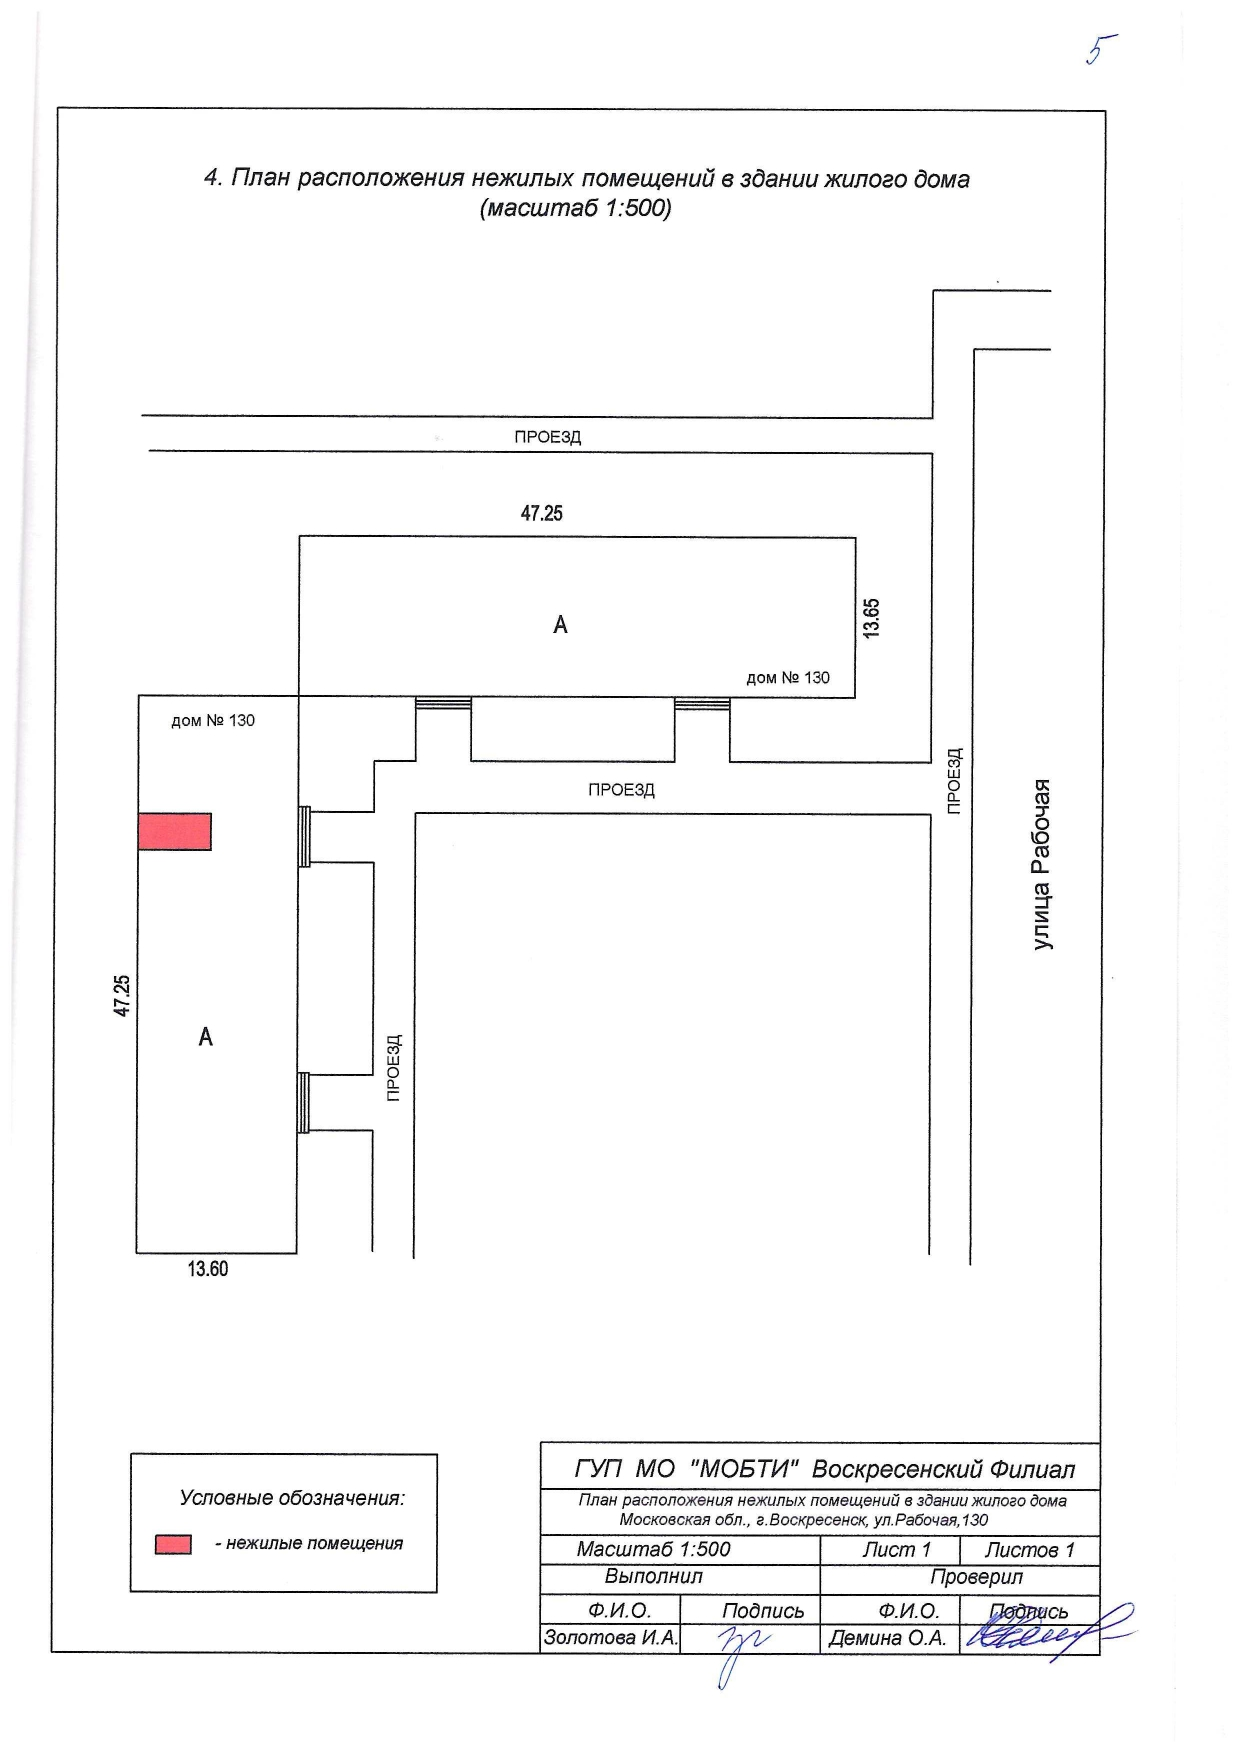 5
4. План расположения нежилых помещений в здании жилого дома
(масштаб 1:500)
ПРОЕЗД
47.25
А
13.65
дом № 130
дом № 130
ПРОЕЗД
ПРОЕЗД
улица Рабочая
47.25
А
ПРОЕЗД
13.60
Условные обозначения:
- нежилые помещения
ГУП МО "МОБТИ" Воскресенский Филиал
План расположения нежилых помещений в здании жилого дома
Московская обл., г.Воскресенск, ул.Рабочая,130
Масштаб 1:500 Лист 1 Листов 1
Выполнил Проверил
Ф.И.О. Подпись Ф.И.О. Подпись
Золотова И.А. Демина О.А.